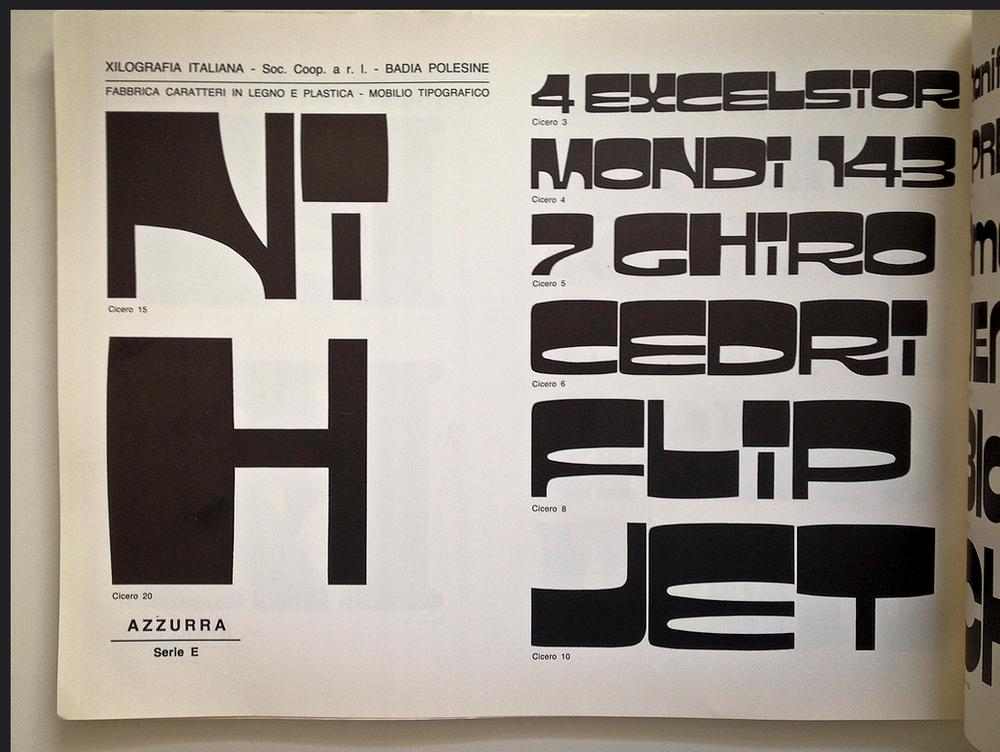 XILOGRAFIA ITALIANA - Soc. Coop. a r. l. - BADIA POLESINE
FABBRICA CARATTERI IN LEGNO E PLASTICA - MOBILIO TIPOGRAFICO
Ni
Cicero 15
H
Cicero 20
AZZURRA
Serie E
4 EXCELSiOR
Cicero 3
MONDi 143
Cicero 4
7 CHiRO
Cicero 5
CEDRi
Cicero 6
FLiP
Cicero 8
JET
Cicero 10